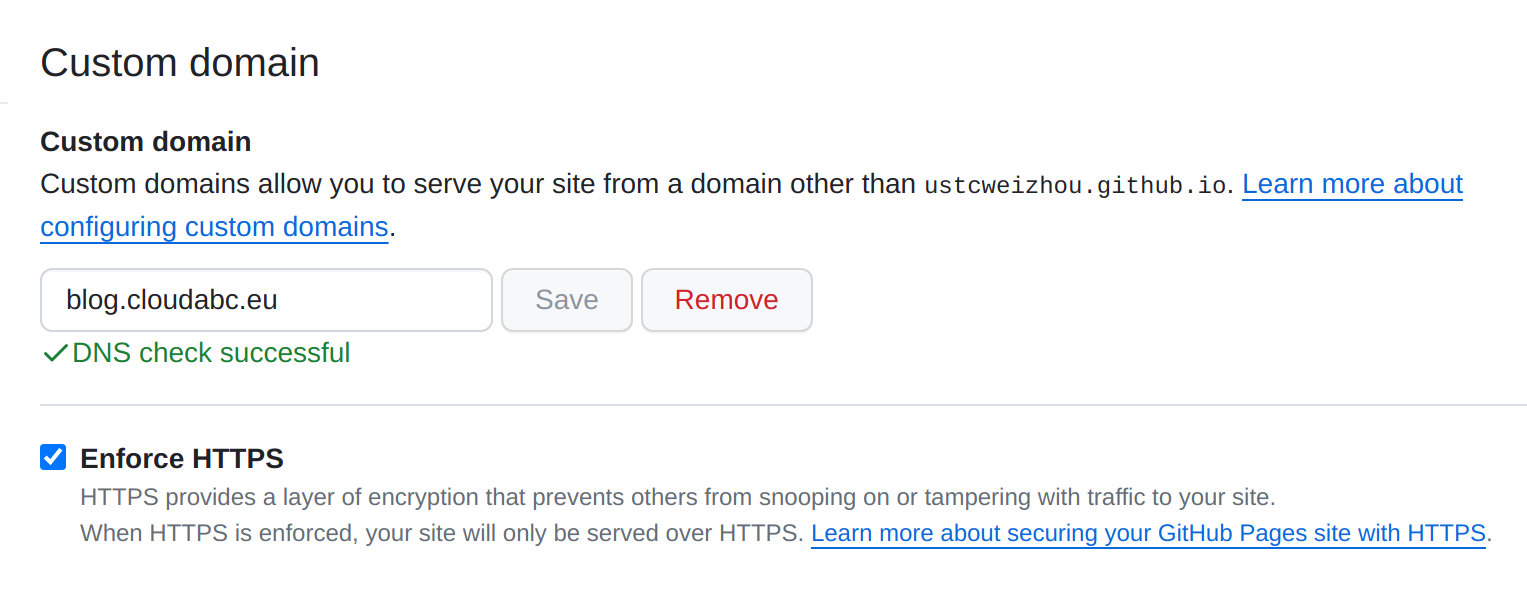 Custom domain
Custom domain
Custom domains allow you to serve your site from a domain other than ustcweizhou.github.io. Learn more about
configuring custom domains.
blog.cloudabc.eu Save Remove
DNS check successful
Enforce HTTPS
HTTPS provides a layer of encryption that prevents others from snooping on or tampering with traffic to your site.
When HTTPS is enforced, your site will only be served over HTTPS. Learn more about securing your GitHub Pages site with HTTPS.